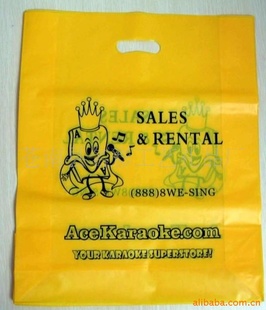 SALES
& RENTAL
A
(888)8WE-SING
AceKaraoke.com
YOUR KARAOKE SUPERSTORE!
alibaba.com.cn